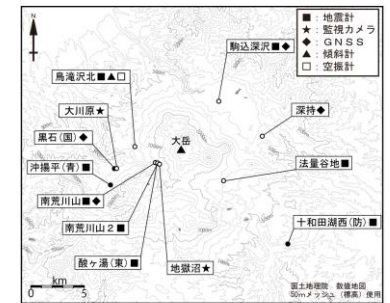 N
■：地震計
★：監視カメラ
◆：GNSS
▲：傾斜計
□：空振計
駒込深沢■◆
鳥滝沢北■▲□
大川原★
深持◆
黒石(国)◆
大岳
沖揚平(青)■
法量谷地■
南荒川山■◆
十和田湖西(防)■
南荒川山2■
酸ヶ湯(東)■
地獄沼★
km
0
5
国土地理院 数値地図
50mメッシュ(標高)使用